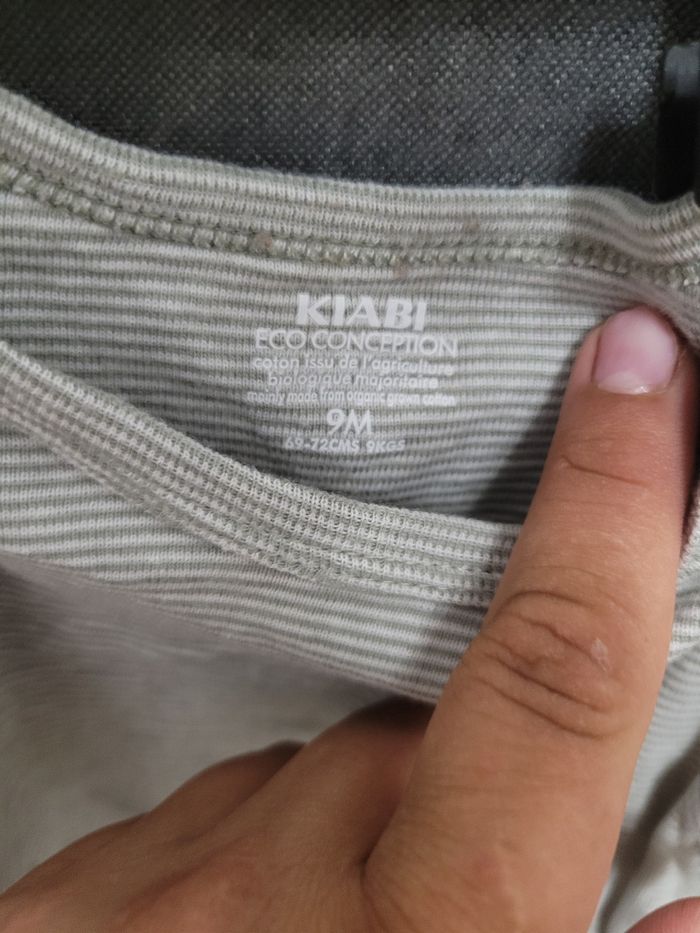 KIABI
ECO CONCEPTION
coton issu de l'agriculture
biologique majoritaire
mainly made from organic grown cotton
9M
69-72CMS 9KGS